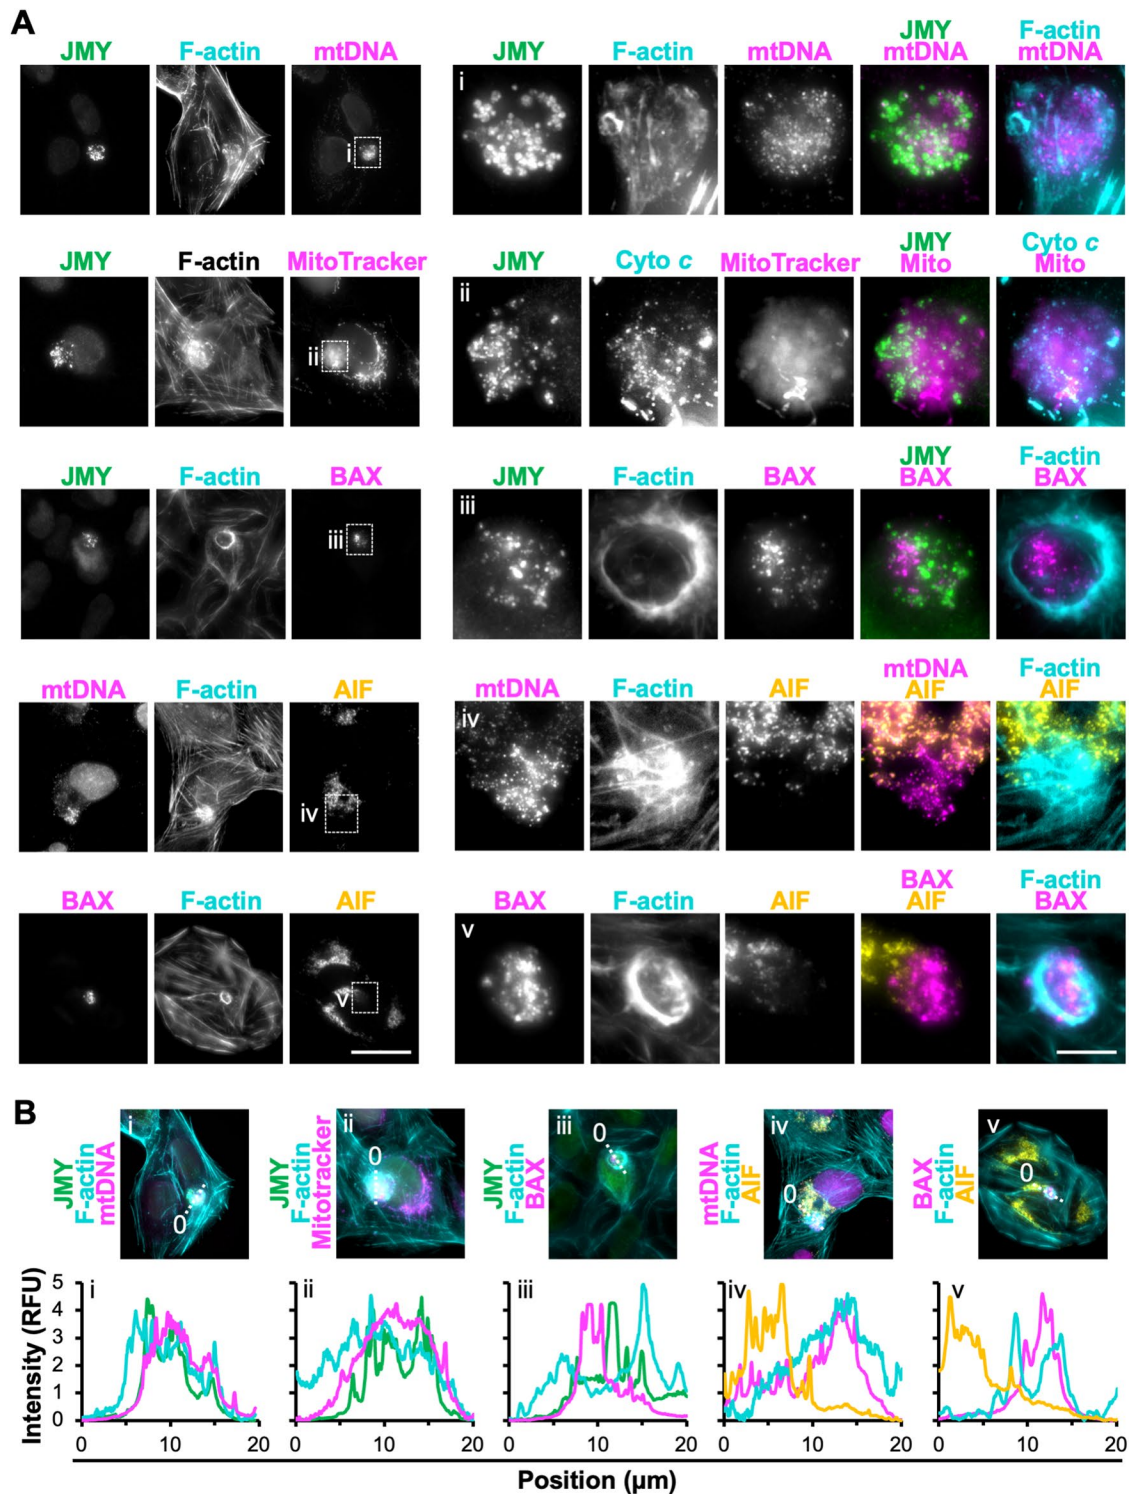 A
JMY F-actin mtDNA JMY F-actin mtDNA JMY F-actin
mtDNA mtDNA
i i
JMY F-actin MitoTracker JMY Cyto c MitoTracker JMY Cyto c
Mito Mito
ii ii
JMY F-actin BAX JMY F-actin BAX JMY F-actin
BAX BAX
iii iii
mtDNA F-actin AIF mtDNA F-actin AIF mtDNA F-actin
AIF AIF
iv iv
BAX F-actin AIF BAX F-actin AIF BAX F-actin
AIF BAX
v v
B
JMY
F-actin
mtDNA
i
0
JMY
F-actin
Mitotracker
ii
0
JMY
F-actin
BAX
iii
0
mtDNA
F-actin
AIF
iv
0
BAX
F-actin
AIF
v
0
Intensity (RFU)
5
4
3
2
1
0
i ii iii iv v
0 10 20 0 10 20 0 10 20 0 10 20 0 10 20
Position (µm)